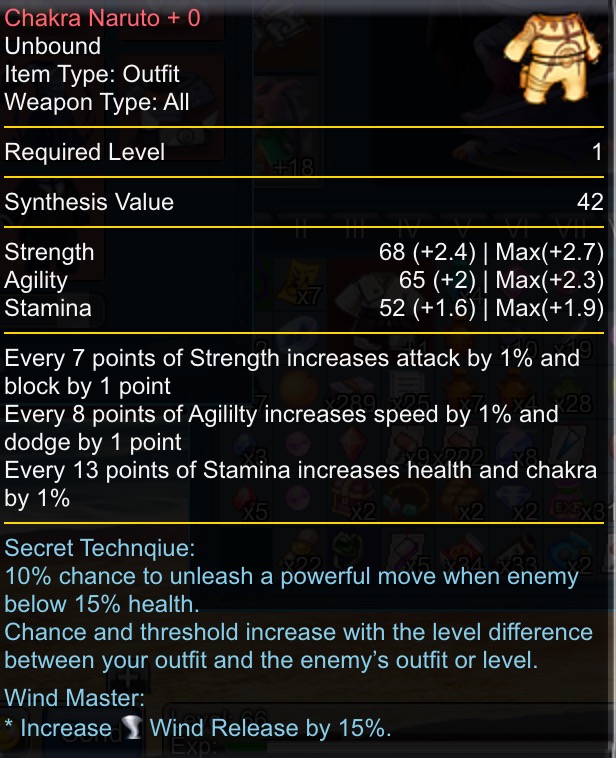 Chakra Naruto + 0
Unbound
Item Type: Outfit
Weapon Type: All
Required Level 1
Synthesis Value 42
Strength 68 (+2.4) | Max(+2.7)
Agility 65 (+2) | Max(+2.3)
Stamina 52 (+1.6) | Max(+1.9)
Every 7 points of Strength increases attack by 1% and
block by 1 point
Every 8 points of Agililty increases speed by 1% and
dodge by 1 point
Every 13 points of Stamina increases health and chakra
by 1%
Secret Technqiue:
10% chance to unleash a powerful move when enemy
below 15% health.
Chance and threshold increase with the level difference
between your outfit and the enemy's outfit or level.
Wind Master:
* Increase Wind Release by 15%.